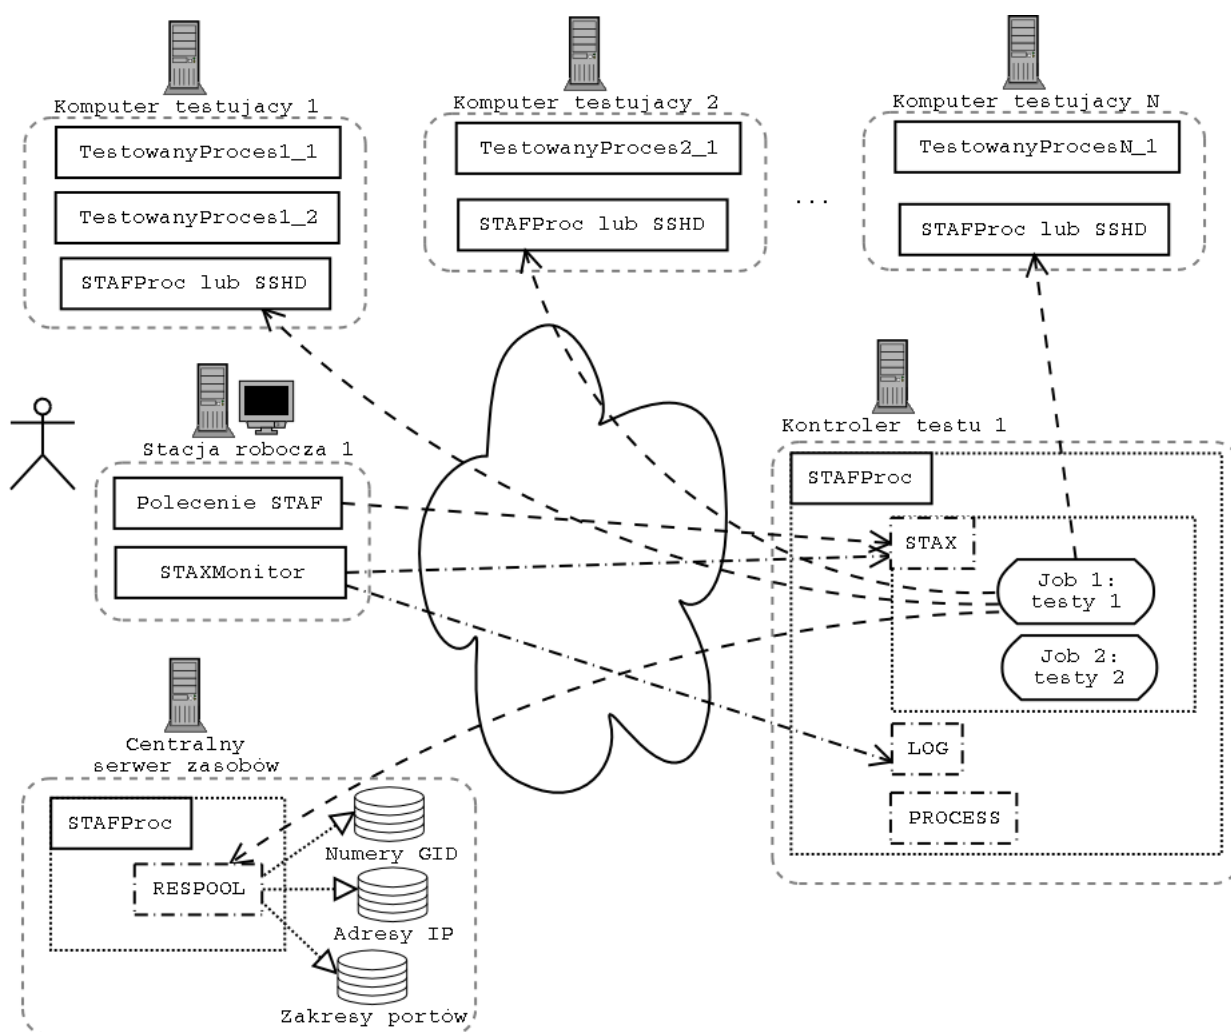 Komputer testujacy 1
TestowanyProces1_1
TestowanyProces1_2
STAFProc lub SSHD
Komputer testujacy 2
TestowanyProces2_1
STAFProc lub SSHD
...
Komputer testujacy N
TestowanyProcesN_1
STAFProc lub SSHD
Stacja robocza 1
Polecenie STAF
STAXMonitor
Kontroler testu 1
STAFProc
STAX
Job 1:
testy 1
Job 2:
testy 2
LOG
PROCESS
Centralny
serwer zasobów
STAFProc
RESPOOL
Numery GID
Adresy IP
Zakresy portów